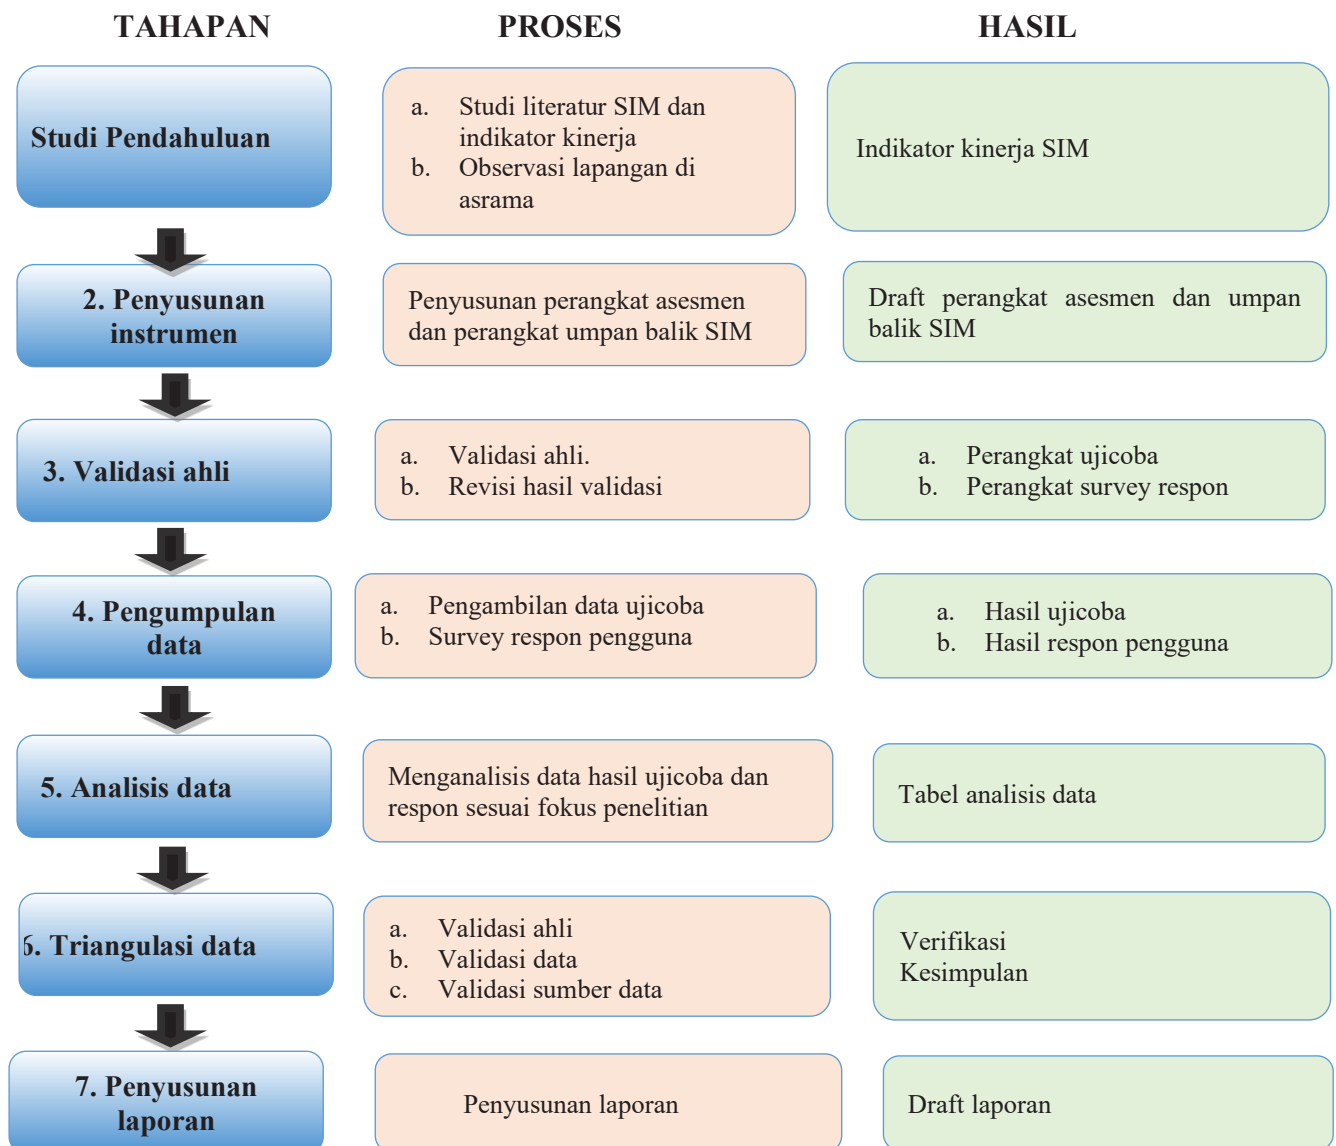 TAHAPAN PROSES HASIL
Studi Pendahuluan
a. Studi literatur SIM dan
indikator kinerja
b. Observasi lapangan di
asrama
Indikator kinerja SIM
2. Penyusunan
instrumen
Penyusunan perangkat asesmen
dan perangkat umpan balik SIM
Draft perangkat asesmen dan umpan
balik SIM
3. Validasi ahli
a. Validasi ahli.
b. Revisi hasil validasi
a. Perangkat ujicoba
b. Perangkat survey respon
4. Pengumpulan
data
a. Pengambilan data ujicoba
b. Survey respon pengguna
a. Hasil ujicoba
b. Hasil respon pengguna
5. Analisis data
Menganalisis data hasil ujicoba dan
respon sesuai fokus penelitian
Tabel analisis data
6. Triangulasi data
a. Validasi ahli
b. Validasi data
c. Validasi sumber data
Verifikasi
Kesimpulan
7. Penyusunan
laporan
Penyusunan laporan
Draft laporan